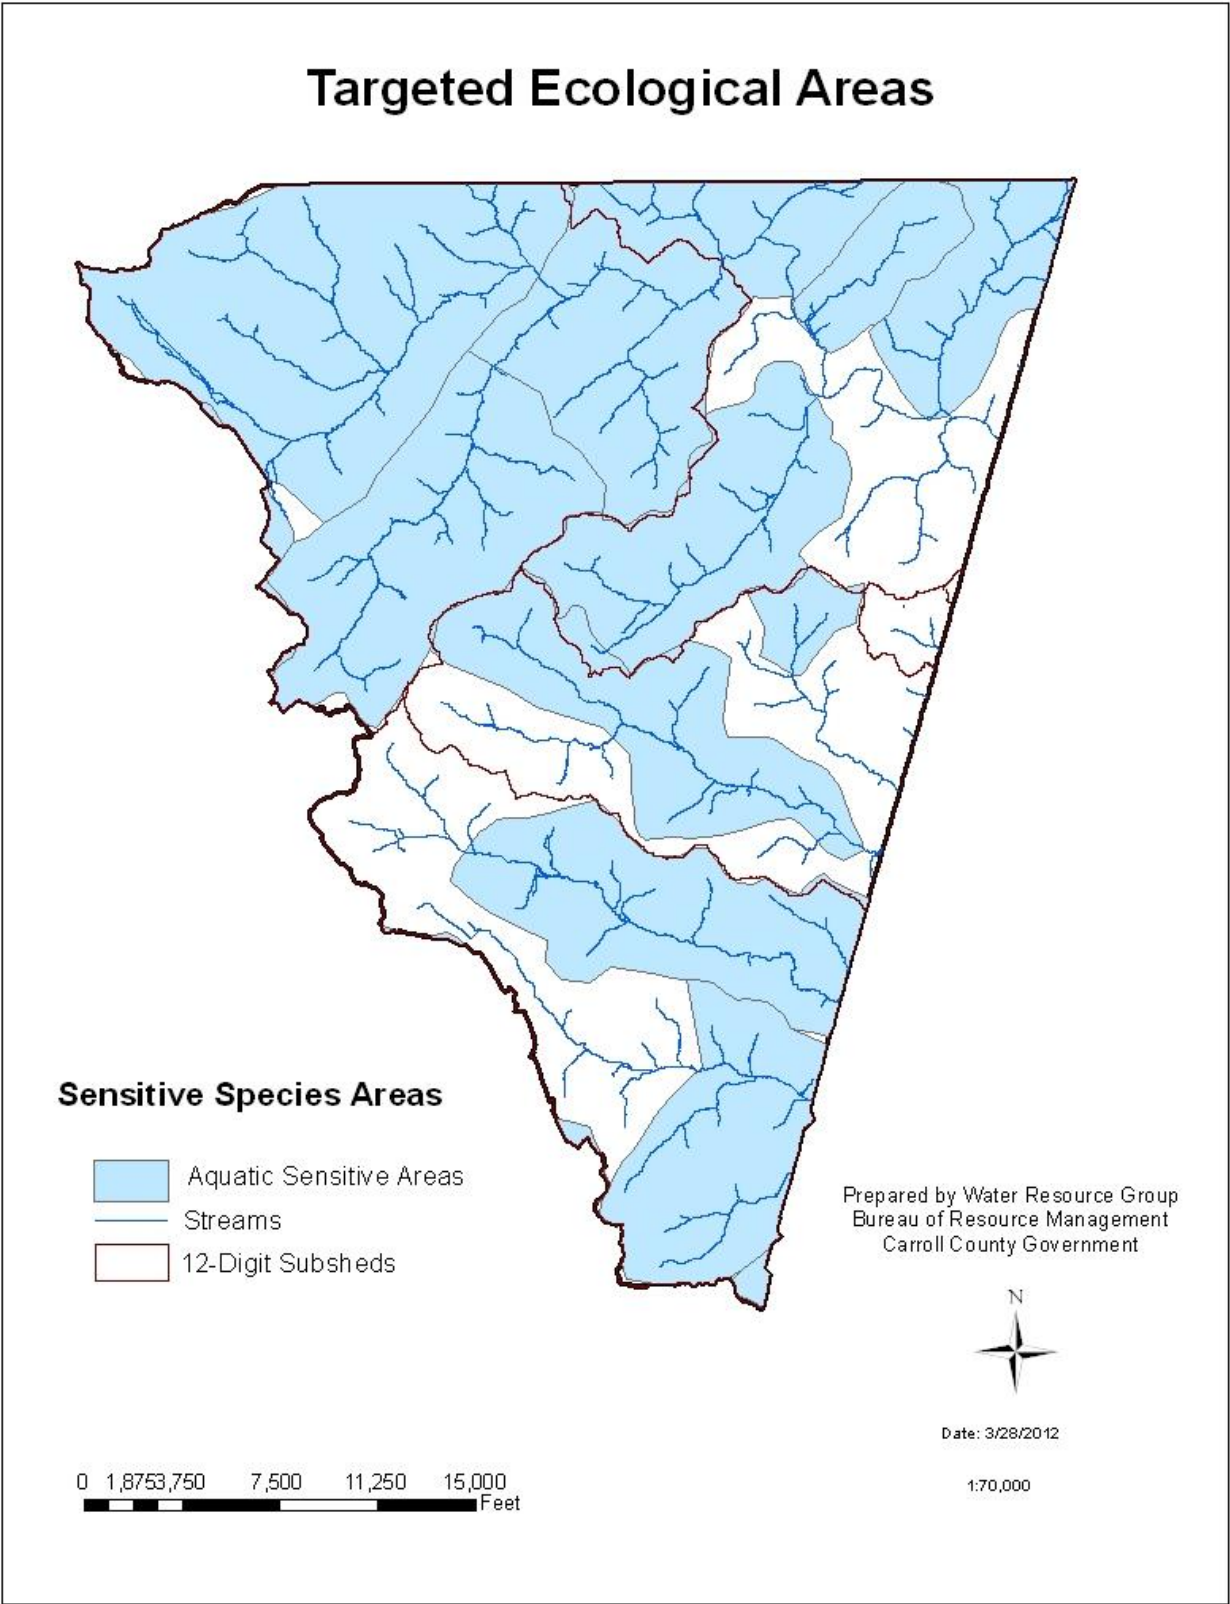 Targeted Ecological Areas
Sensitive Species Areas
Aquatic Sensitive Areas
Streams
12-Digit Subsheds
Prepared by Water Resource Group
Bureau of Resource Management
Carroll County Government
N
Date: 3/28/2012
1:70,000
0 1,8753,750 7,500 11,250 15,000
Feet